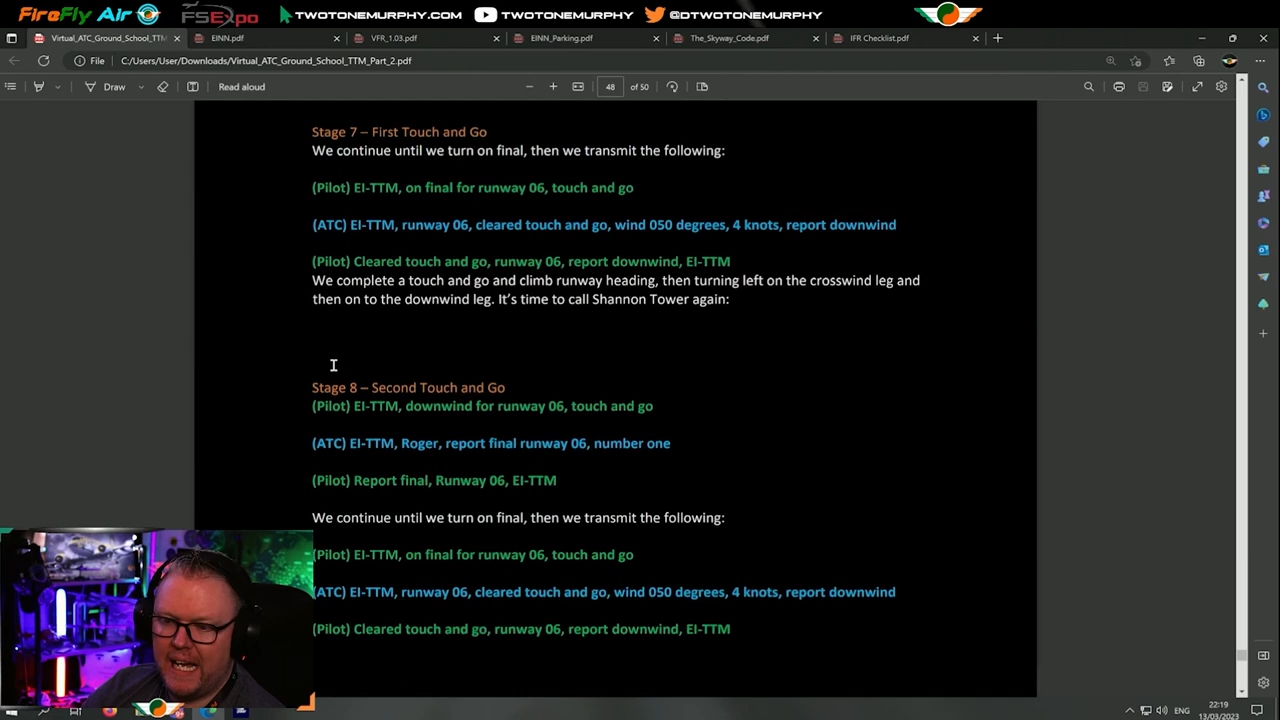 FireFly Air
FSExpo
TWOTONEMURPHY.COM
TWOTONEMURPHY
@DTWOTONEMURPHY
Virtual_ATC_Ground_School_TTM
EINN.pdf
VFR_1.03.pdf
EINN_Parking.pdf
The_Skyway_Code.pdf
IFR Checklist.pdf
File
C:/Users/User/Downloads/Virtual_ATC_Ground_School_TTM_Part_2.pdf
Draw
Read aloud
48 of 50
Stage 7 – First Touch and Go
We continue until we turn on final, then we transmit the following:
(Pilot) EI-TTM, on final for runway 06, touch and go
(ATC) EI-TTM, runway 06, cleared touch and go, wind 050 degrees, 4 knots, report downwind
(Pilot) Cleared touch and go, runway 06, report downwind, EI-TTM
We complete a touch and go and climb runway heading, then turning left on the crosswind leg and
then on to the downwind leg. It's time to call Shannon Tower again:
Stage 8 – Second Touch and Go
(Pilot) EI-TTM, downwind for runway 06, touch and go
(ATC) EI-TTM, Roger, report final runway 06, number one
(Pilot) Report final, Runway 06, EI-TTM
We continue until we turn on final, then we transmit the following:
(Pilot) EI-TTM, on final for runway 06, touch and go
(ATC) EI-TTM, runway 06, cleared touch and go, wind 050 degrees, 4 knots, report downwind
(Pilot) Cleared touch and go, runway 06, report downwind, EI-TTM
ENG
22:19
13/03/2023